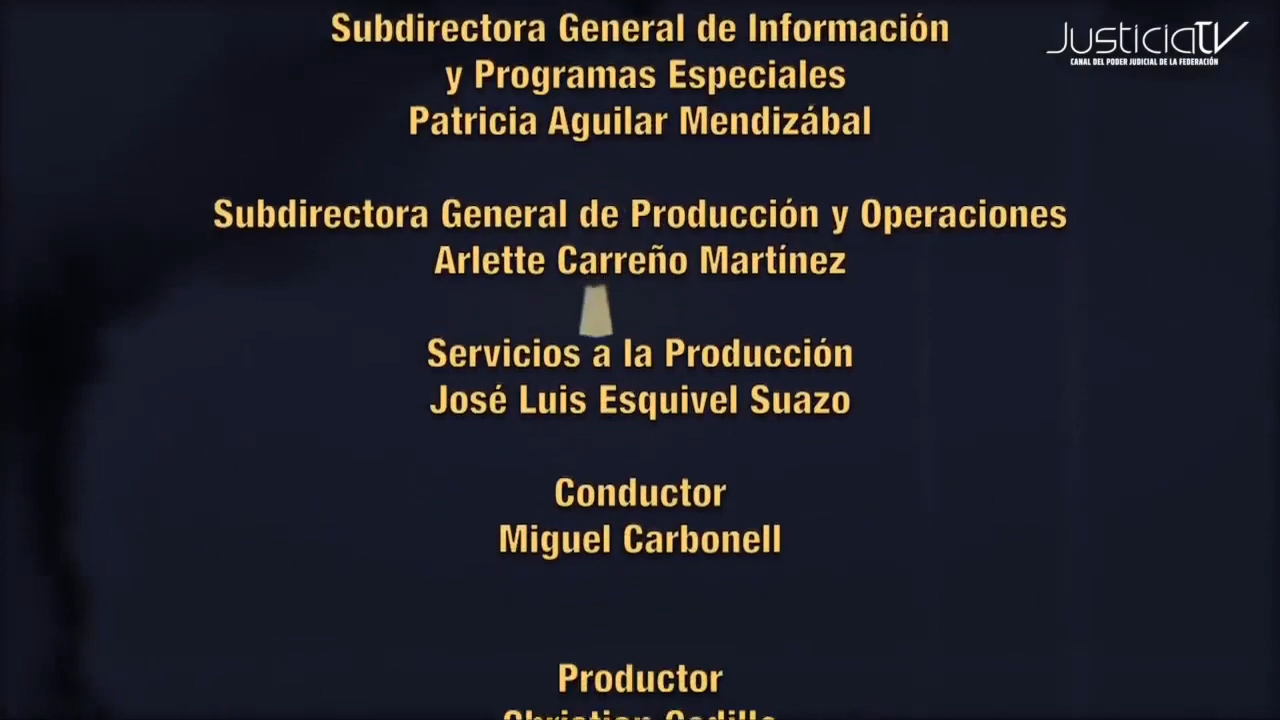 Subdirectora General de Información
JusticiaTV
CANAL DEL PODER JUDICIAL DE LA FEDERACIÓN
y Programas Especiales
Patricia Aguilar Mendizábal
Subdirectora General de Producción y Operaciones
Arlette Carreño Martínez
Servicios a la Producción
José Luis Esquivel Suazo
Conductor
Miguel Carbonell
Productor
Christian